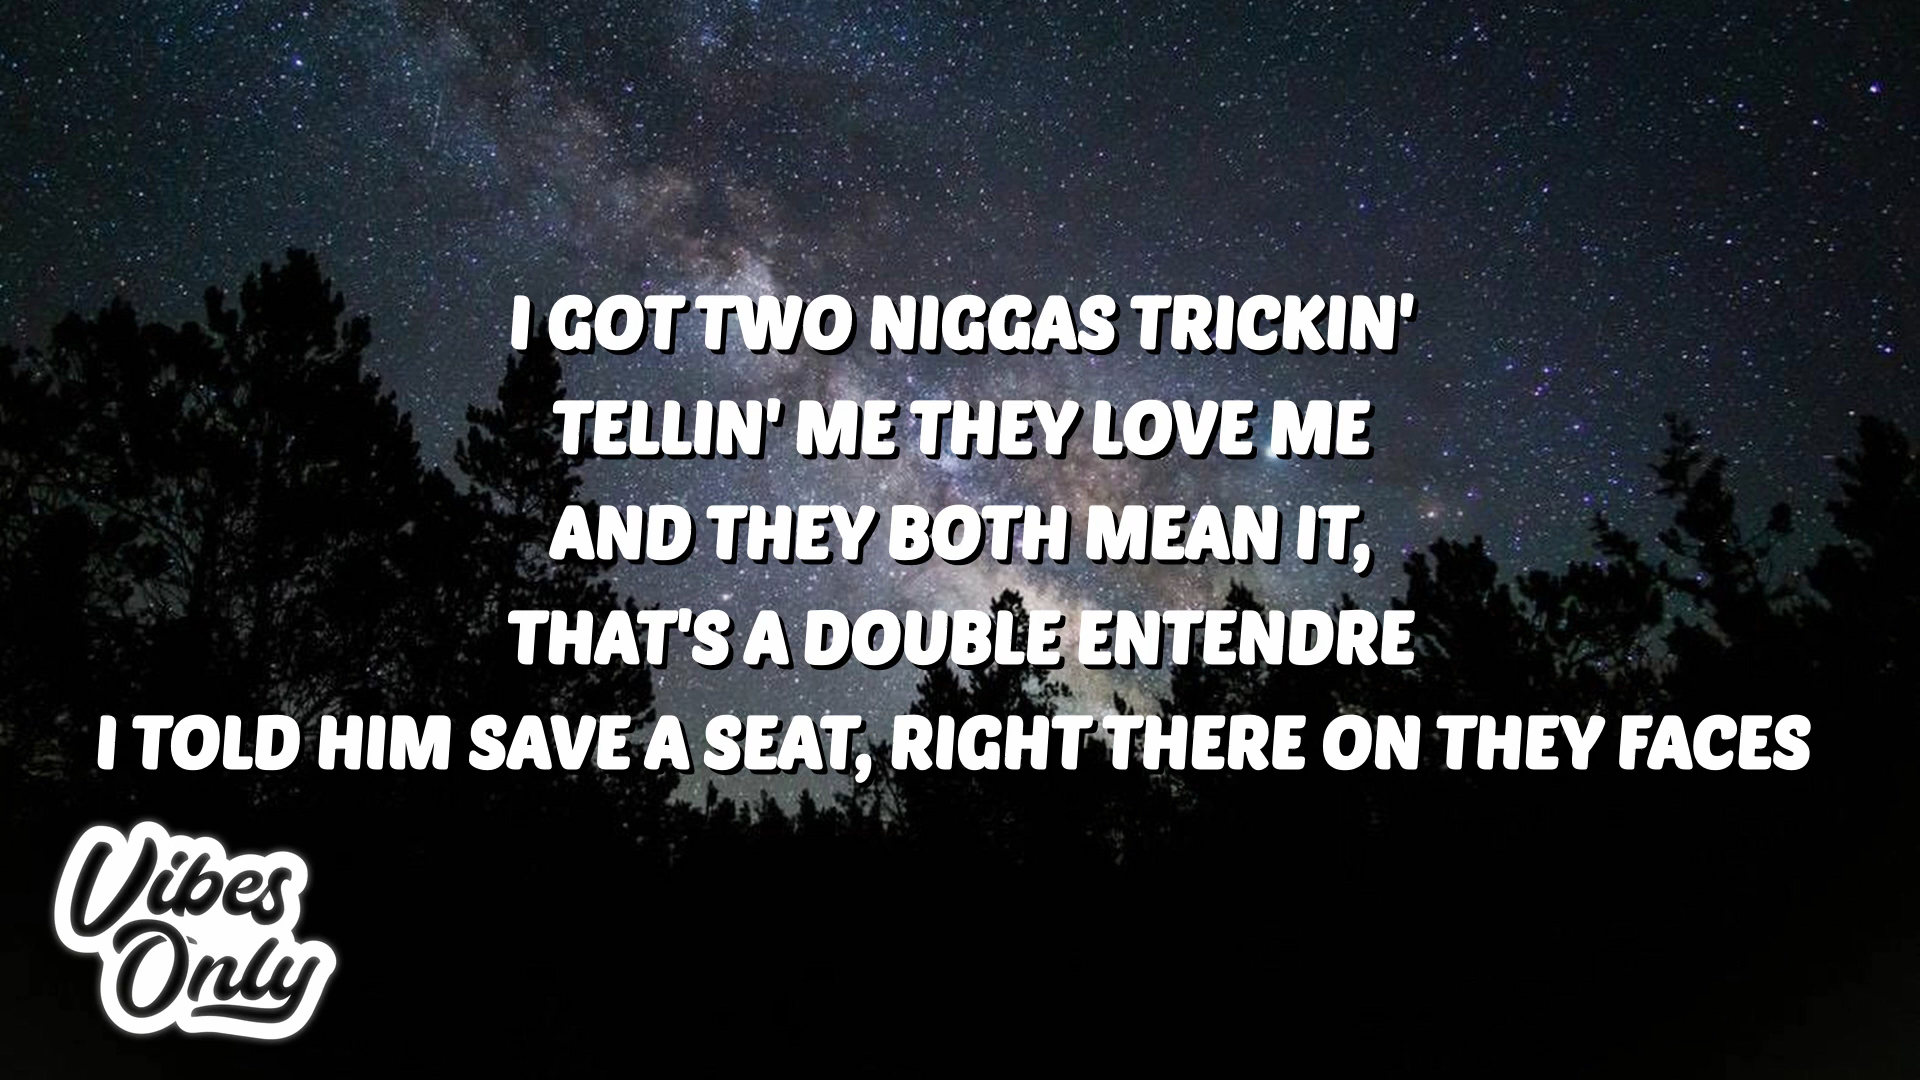 I GOT TWO NIGGAS TRICKIN'
TELLIN' ME THEY LOVE ME
AND THEY BOTH MEAN IT,
THAT'S A DOUBLE ENTENDRE
I TOLD HIM SAVE A SEAT, RIGHT THERE ON THEY FACES
Vibes
Only